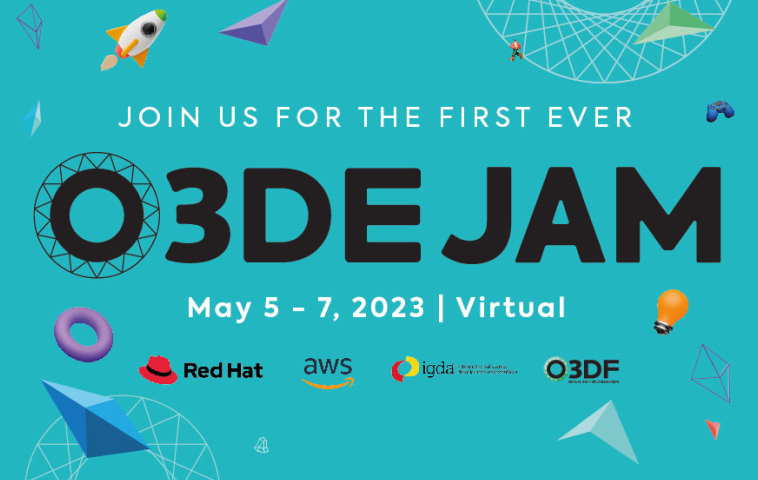 JOIN US FOR THE FIRST EVER
O3DE JAM
May 5 - 7, 2023 | Virtual
Red Hat aws igda O3DF